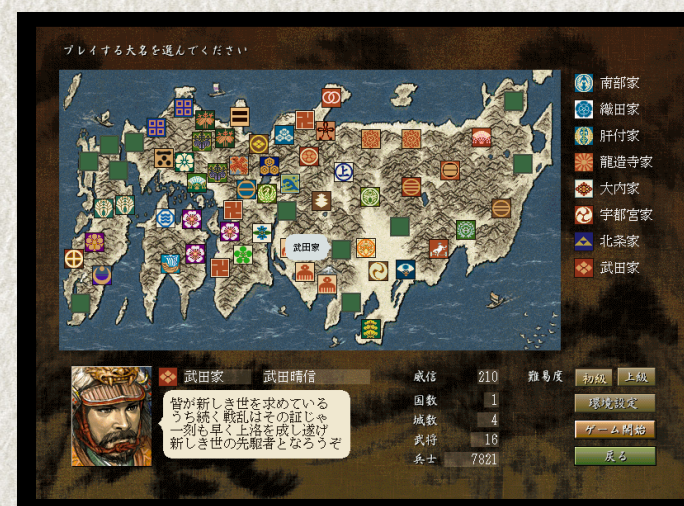 プレイする大名を選んでください
南部家
織田家
肝付家
龍造寺家
大内家
宇都宮家
北条家
武田家
上
武田家
武田家 武田晴信
皆が新しき世を求めている
うち続く戦乱はその証じゃ
一刻も早く上洛を成し遂げ
新しき世の先駆者となろうぞ
威信 210
国数 1
城数 4
武将 16
兵士 7821
難易度 初級 上級
環境設定
ゲーム開始
戻る